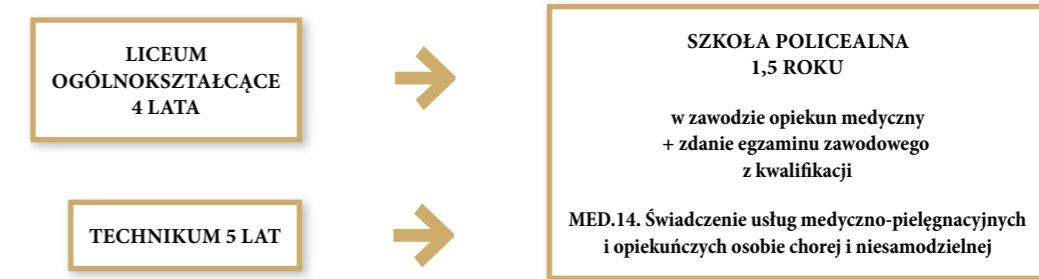 LICEUM
OGÓLNOKSZTAŁCĄCE
4 LATA
TECHNIKUM 5 LAT
SZKOŁA POLICEALNA
1,5 ROKU
w zawodzie opiekun medyczny
+ zdanie egzaminu zawodowego
z kwalifikacji
MED.14. Świadczenie usług medyczno-pielęgnacyjnych
i opiekuńczych osobie chorej i niesamodzielnej